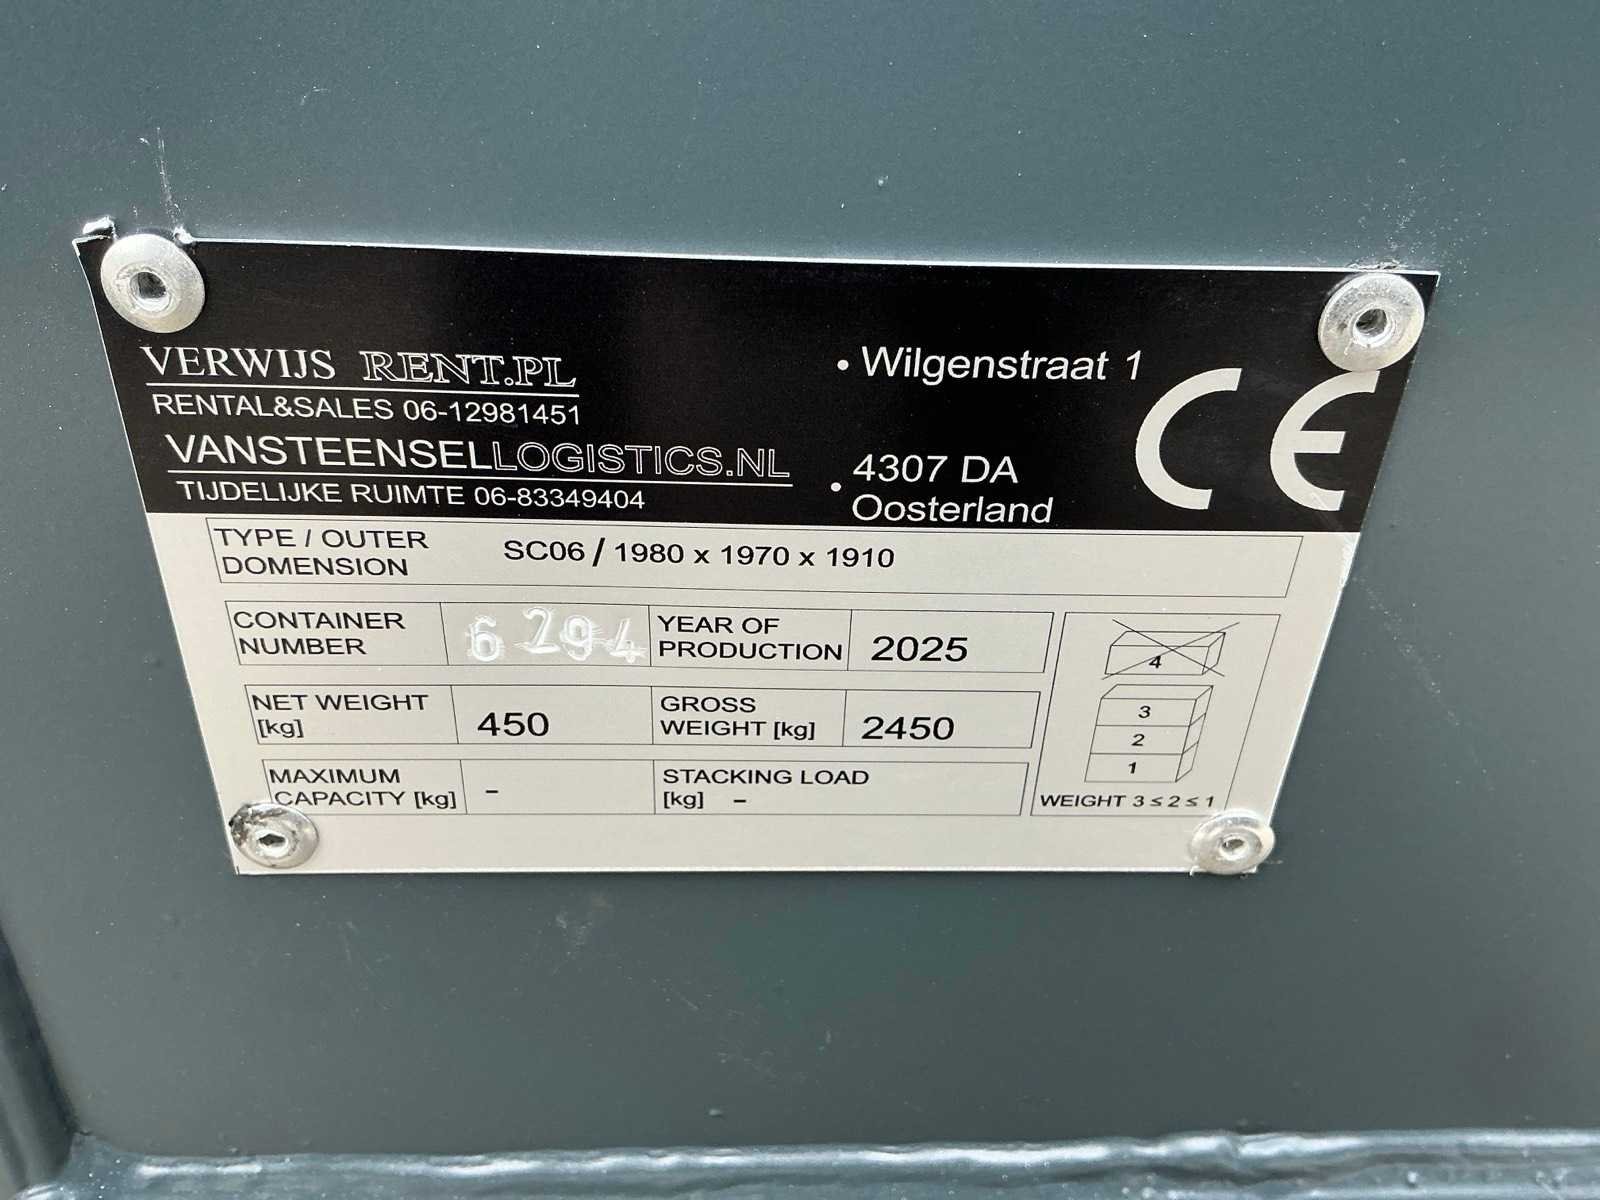 VERWIJS RENT.PL
RENTAL&SALES 06-12981451
VANSTEENSELLOGISTICS.NL
TIJDELIJKE RUIMTE 06-83349404
• Wilgenstraat 1
• 4307 DA
Oosterland
CE
TYPE / OUTER
DOMENSION
SC06 / 1980 x 1970 x 1910
CONTAINER
NUMBER
6294
YEAR OF
PRODUCTION
2025
NET WEIGHT
[kg]
450
GROSS
WEIGHT [kg]
2450
MAXIMUM
CAPACITY [kg]
-
STACKING LOAD
[kg] -
4
3
2
1
WEIGHT 3 ≤ 2 ≤ 1